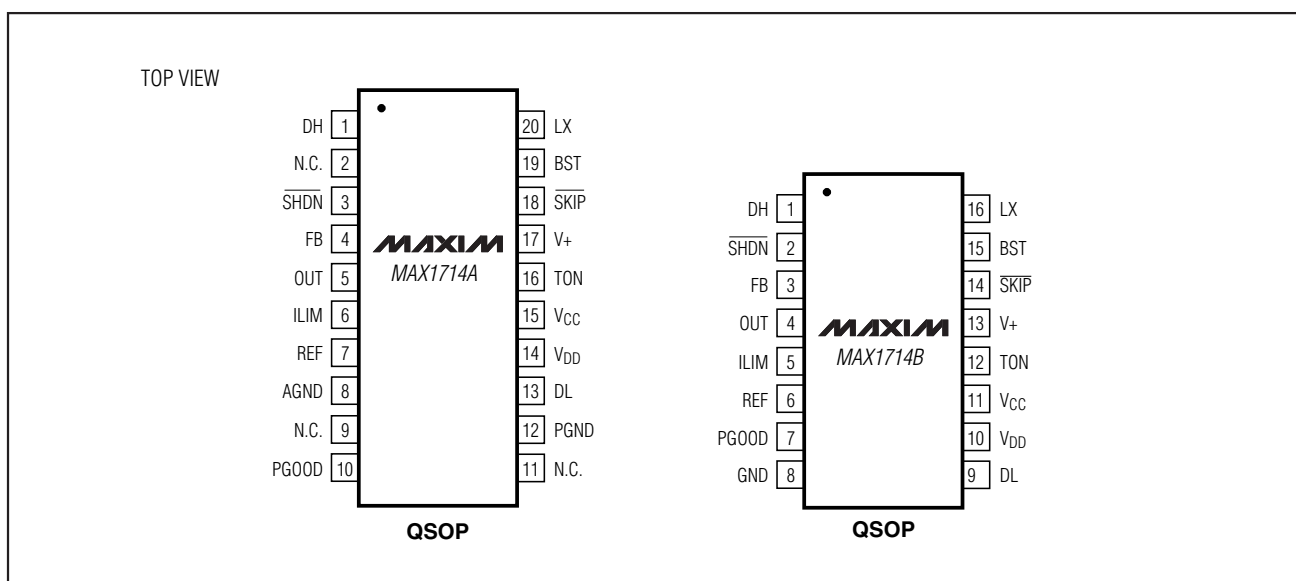 TOP VIEW
DH 1
N.C. 2
SHDN 3
FB 4
OUT 5
ILIM 6
REF 7
AGND 8
N.C. 9
PGOOD 10
MAXIM
MAX1714A
20 LX
19 BST
18 SKIP
17 V+
16 TON
15 VCC
14 VDD
13 DL
12 PGND
11 N.C.
QSOP
DH 1
SHDN 2
FB 3
OUT 4
ILIM 5
REF 6
PGOOD 7
GND 8
MAXIM
MAX1714B
16 LX
15 BST
14 SKIP
13 V+
12 TON
11 VCC
10 VDD
9 DL
QSOP